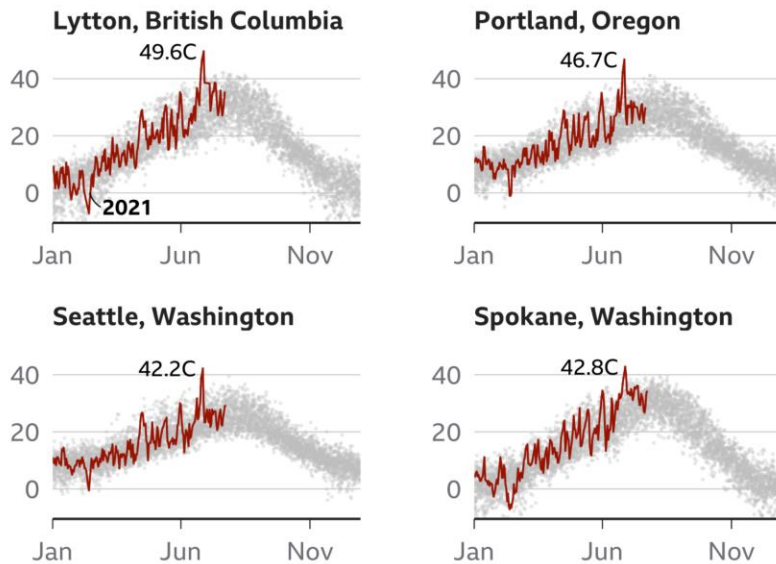 Lytton, British Columbia
49.6C
40
20
0
2021
Jan
Jun
Nov
Portland, Oregon
46.7C
40
20
0
Jan
Jun
Nov
Seattle, Washington
42.2C
40
20
0
Jan
Jun
Nov
Spokane, Washington
42.8C
40
20
0
Jan
Jun
Nov